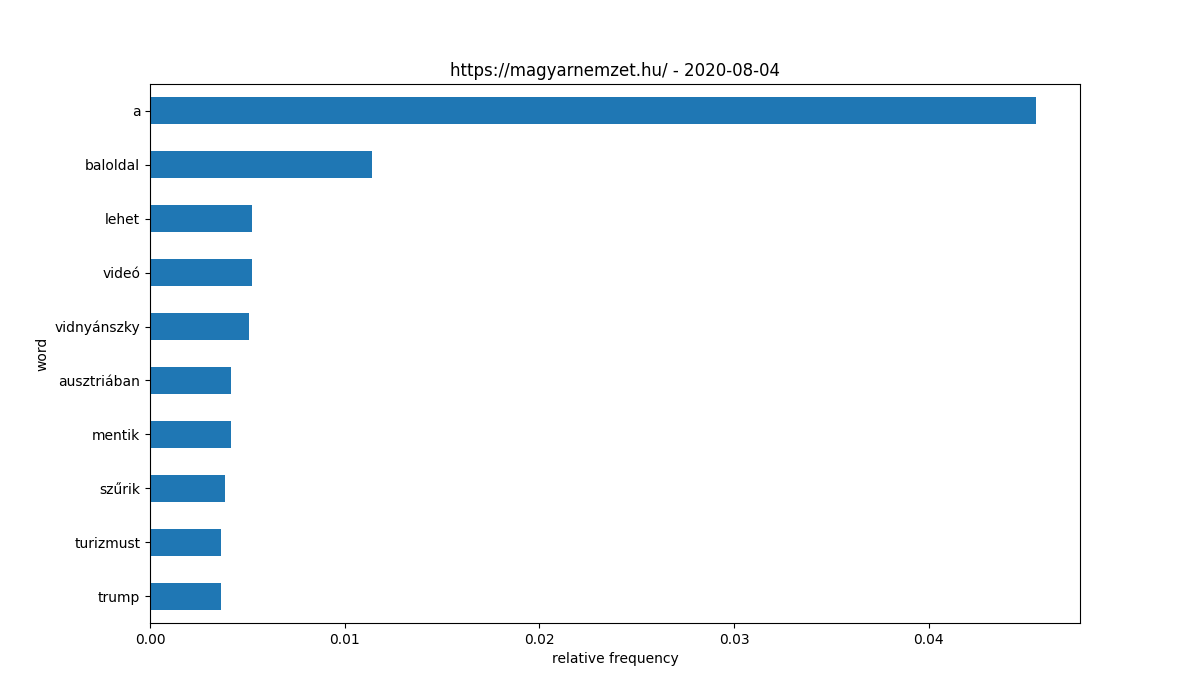 https://magyarnemzet.hu/ - 2020-08-04
a
baloldal
lehet
videó
vidnyánszky
ausztriában
mentik
szűrik
turizmust
trump
word
0.00 0.01 0.02 0.03 0.04
relative frequency